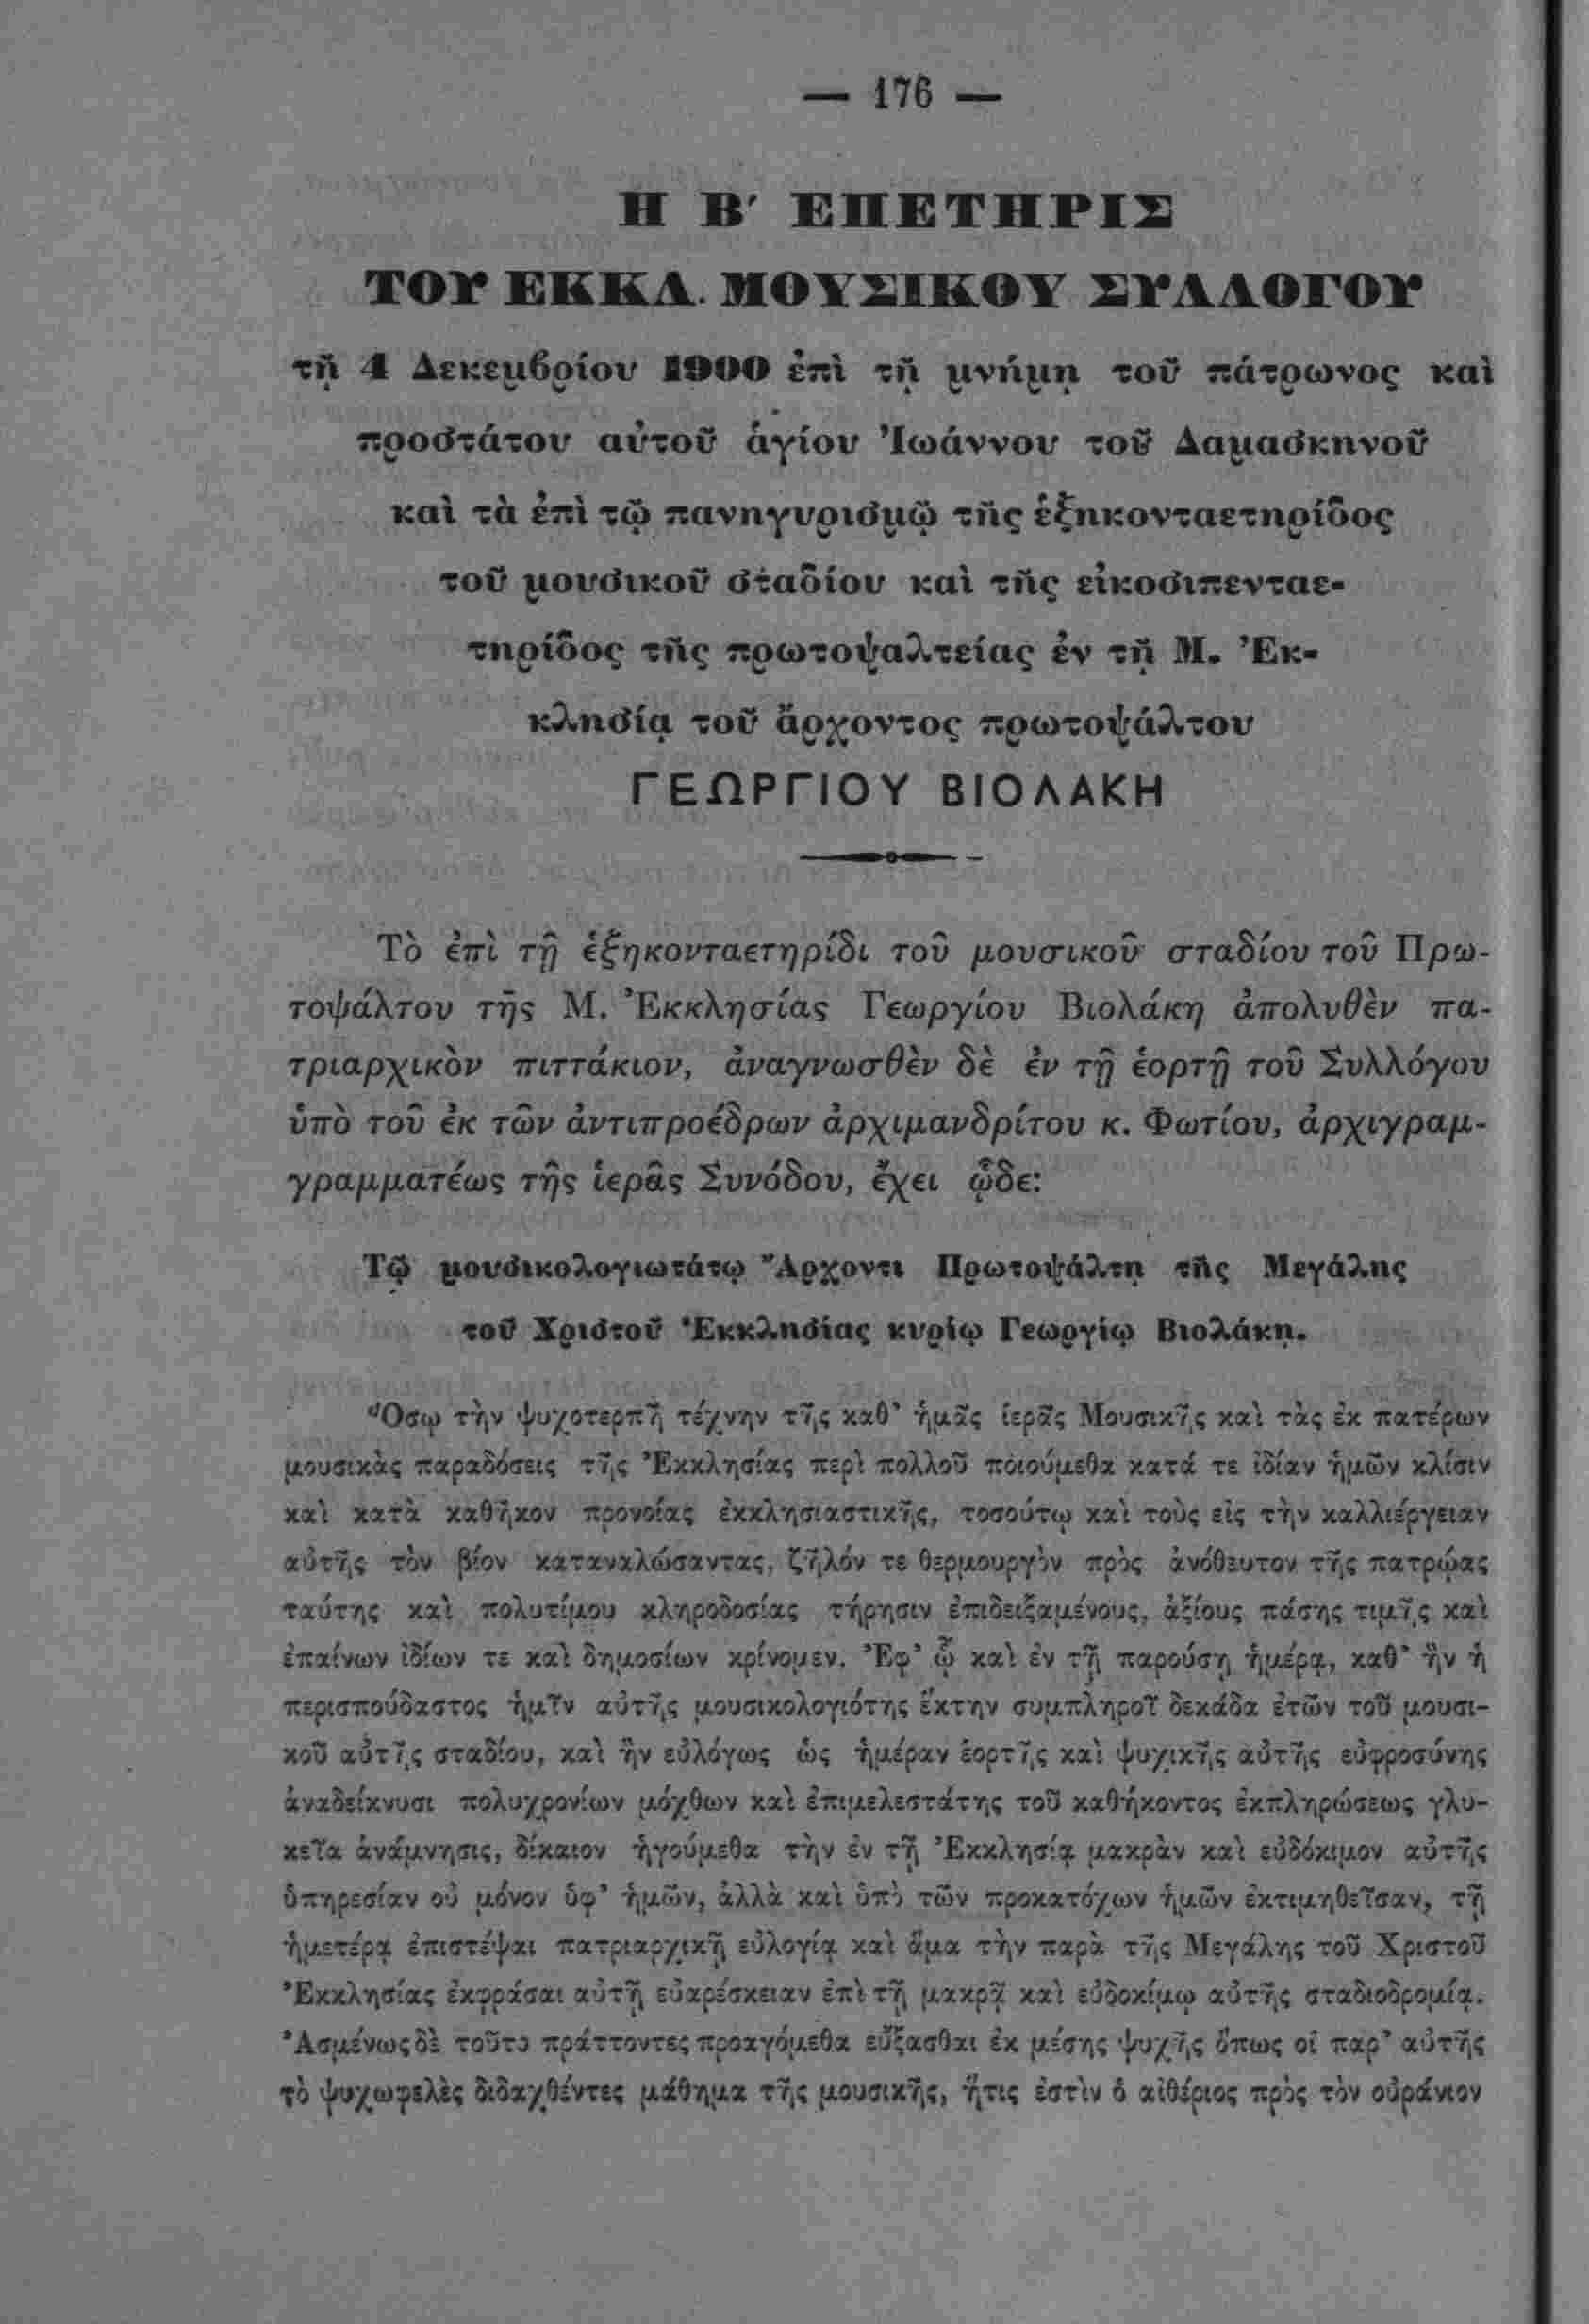 — 176 —
Η Β′ ΕΠΕΤΗΡΙΣ
ΤΟΥ ΕΚΚΛ. ΜΟΥΣΙΚΟΥ ΣΥΛΛΟΓΟΥ
τῇ 4 Δεκεμβρίου 1900 ἐπὶ τῇ μνήμῃ τοῦ πάτρωνος καὶ
προστάτου αὐτοῦ ἁγίου Ἰωάννου τοῦ Δαμασκηνοῦ
καὶ τὰ ἐπὶ τῷ πανηγυρισμῷ τῆς ἑξηκονταετηρίδος
τοῦ μουσικοῦ σταδίου καὶ τῆς εἰκοσιπενταε-
τηρίδος τῆς πρωτοψαλτείας ἐν τῇ Μ. Ἐκ-
κλησίᾳ τοῦ ἄρχοντος πρωτοψάλτου
ΓΕΩΡΓΙΟΥ ΒΙΟΛΑΚΗ
Τὸ ἐπὶ τῇ ἑξηκονταετηρίδι τοῦ μουσικοῦ σταδίου τοῦ Πρω-
τοψάλτου τῆς Μ. Ἐκκλησίας Γεωργίου Βιολάκη ἀπολυθὲν πα-
τριαρχικὸν πιττάκιον, ἀναγνωσθὲν δὲ ἐν τῇ ἑορτῇ τοῦ Συλλόγου
ὑπὸ τοῦ ἐκ τῶν ἀντιπροέδρων ἀρχιμανδρίτου κ. Φωτίου, ἀρχιγραμ-
γραμματέως τῆς ἱερᾶς Συνόδου, ἔχει ᾧδε:
Τῷ μουσικολογιωτάτῳ Ἄρχοντι Πρωτοψάλτῃ τῆς Μεγάλης
τοῦ Χριστοῦ Ἐκκλησίας κυρίῳ Γεωργίῳ Βιολάκῃ.
Ὅσῳ τὴν ψυχοτερπῆ τέχνην τῆς καθ' ἡμᾶς ἱερᾶς Μουσικῆς καὶ τὰς ἐκ πατέρων
μουσικὰς παραδόσεις τῆς Ἐκκλησίας περὶ πολλοῦ ποιούμεθα κατά τε ἰδίαν ἡμῶν κλίσιν
καὶ κατὰ καθῆκον προνοίας ἐκκλησιαστικῆς, τοσούτῳ καὶ τοὺς εἰς τὴν καλλιέργειαν
αὐτῆς τὸν βίον καταναλώσαντας, ζῆλόν τε θερμουργὸν πρὸς ἀνόθευτον τῆς πατρῴας
ταύτης καὶ πολυτίμου κληροδοσίας τήρησιν ἐπιδειξαμένους, ἀξίους πάσης τιμῆς καὶ
ἐπαίνων ἰδίων τε καὶ δημοσίων κρίνομεν. Ἐφ' ᾧ καὶ ἐν τῇ παρούσῃ ἡμέρᾳ, καθ' ἣν ἡ
περισπούδαστος ἡμῖν αὐτῆς μουσικολογιότης ἕκτην συμπληροῖ δεκάδα ἐτῶν τοῦ μουσι-
κοῦ αὐτῆς σταδίου, καὶ ἣν εὐλόγως ὡς ἡμέραν ἑορτῆς καὶ ψυχικῆς αὐτῆς εὐφροσύνης
ἀναδείκνυσι πολυχρονίων μόχθων καὶ ἐπιμελεστάτης τοῦ καθήκοντος ἐκπληρώσεως γλυ-
κεῖα ἀνάμνησις, δίκαιον ἡγούμεθα τὴν ἐν τῇ Ἐκκλησίᾳ μακρὰν καὶ εὐδόκιμον αὐτῆς
ὑπηρεσίαν οὐ μόνον ὑφ' ἡμῶν, ἀλλὰ καὶ ὑπὸ τῶν προκατόχων ἡμῶν ἐκτιμηθεῖσαν, τῇ
ἡμετέρᾳ ἐπιστέψαι πατριαρχικῇ εὐλογίᾳ καὶ ἅμα τὴν παρὰ τῆς Μεγάλης τοῦ Χριστοῦ
Ἐκκλησίας ἐκφράσαι αὐτῇ εὐαρέσκειαν ἐπὶ τῇ μακρᾷ καὶ εὐδοκίμῳ αὐτῆς σταδιοδρομίᾳ.
Ἀσμένως δὲ τοῦτο πράττοντες προαγόμεθα εὔξασθαι ἐκ μέσης ψυχῆς ὅπως οἱ παρ' αὐτῆς
τὸ ψυχωφελὲς διδαχθέντες μάθημα τῆς μουσικῆς, ἥτις ἐστὶν ὁ αἰθέριος πρὸς τὸν οὐράνιον